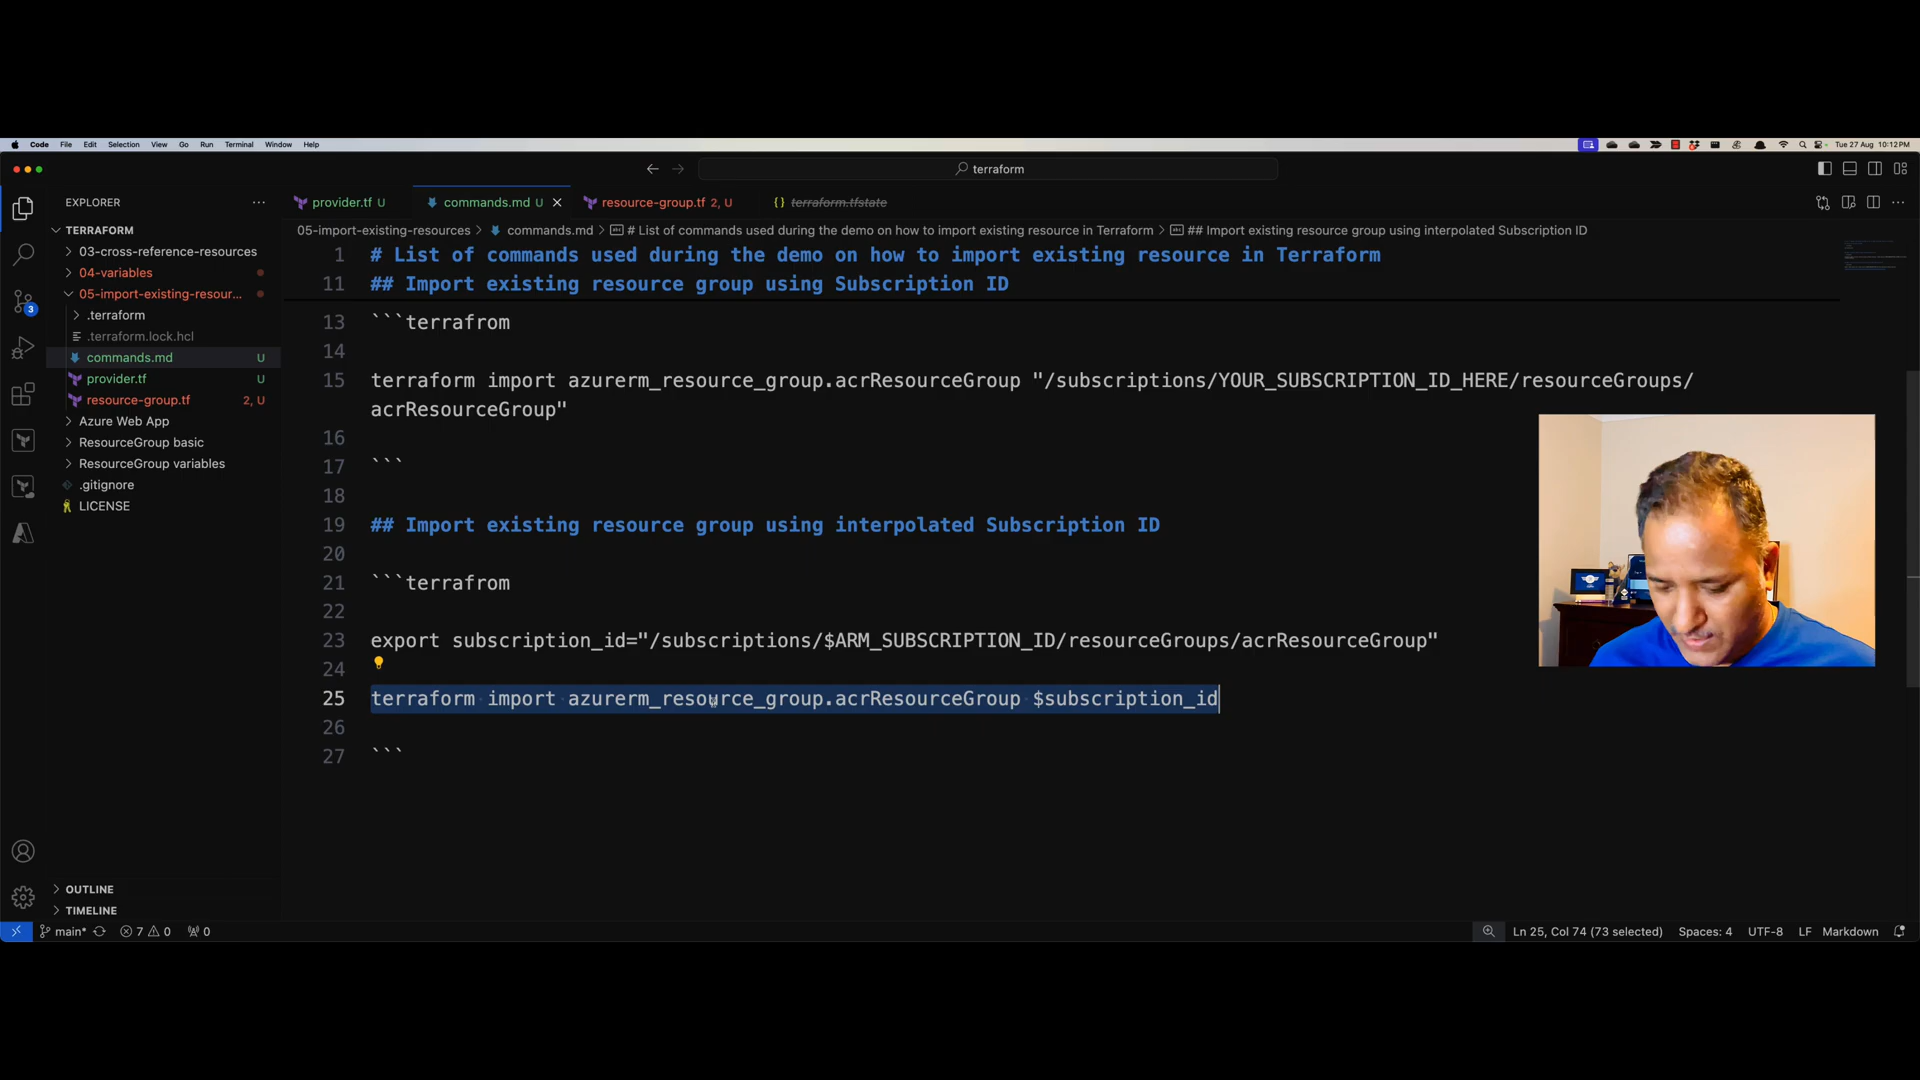 Code File Edit Selection View Go Run Terminal Window Help
Tue 27 Aug 10:12PM
terraform
EXPLORER
provider.tf U
commands.md U
resource-group.tf 2, U
terraform.tfstate
05-import-existing-resources > commands.md > # List of commands used during the demo on how to import existing resource in Terraform > ## Import existing resource group using interpolated Subscription ID
TERRAFORM
03-cross-reference-resources
04-variables
05-import-existing-resour...
.terraform
.terraform.lock.hcl
commands.md U
provider.tf U
resource-group.tf 2, U
Azure Web App
ResourceGroup basic
ResourceGroup variables
.gitignore
LICENSE
3
1 # List of commands used during the demo on how to import existing resource in Terraform
11 ## Import existing resource group using Subscription ID
13 ```terrafrom
14
15 terraform import azurerm_resource_group.acrResourceGroup "/subscriptions/YOUR_SUBSCRIPTION_ID_HERE/resourceGroups/
acrResourceGroup"
16
17 ```
18
19 ## Import existing resource group using interpolated Subscription ID
20
21 ```terrafrom
22
23 export subscription_id="/subscriptions/$ARM_SUBSCRIPTION_ID/resourceGroups/acrResourceGroup"
24
25 terraform import azurerm_resource_group.acrResourceGroup $subscription_id
26
27 ```
OUTLINE
TIMELINE
main* 7 0 0
Ln 25, Col 74 (73 selected) Spaces: 4 UTF-8 LF Markdown